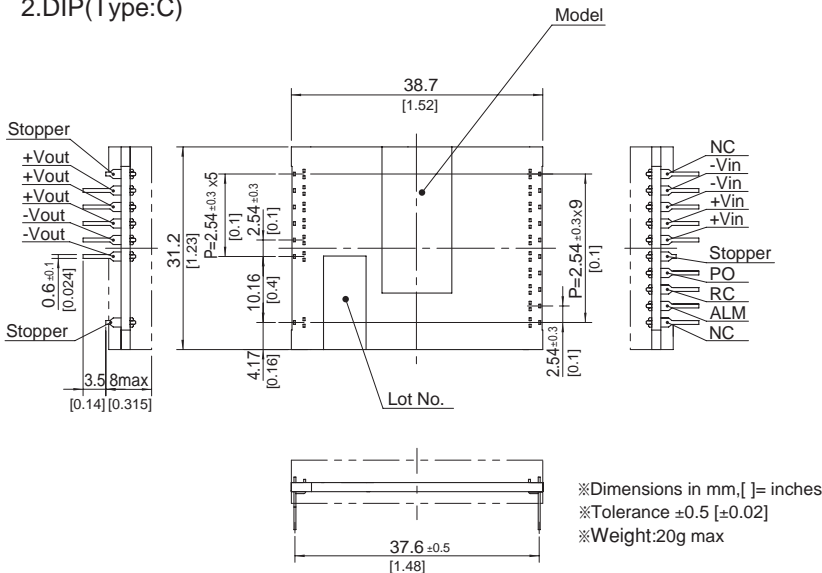 2.DIP(Type:C)
Model
38.7
[1.52]
Stopper
+Vout
+Vout
+Vout
-Vout
-Vout
Stopper
0.6±0.1
[0.024]
3.5
[0.14]
8max
[0.315]
31.2
[1.23]
P=2.54±0.3 x5
[0.1]
2.54±0.3
[0.1]
10.16
[0.4]
4.17
[0.16]
P=2.54±0.3x9
[0.1]
2.54±0.3
[0.1]
Lot No.
NC
-Vin
-Vin
+Vin
+Vin
Stopper
PO
RC
ALM
NC
37.6 ±0.5
[1.48]
※Dimensions in mm,[ ]= inches
※Tolerance ±0.5 [±0.02]
※Weight:20g max